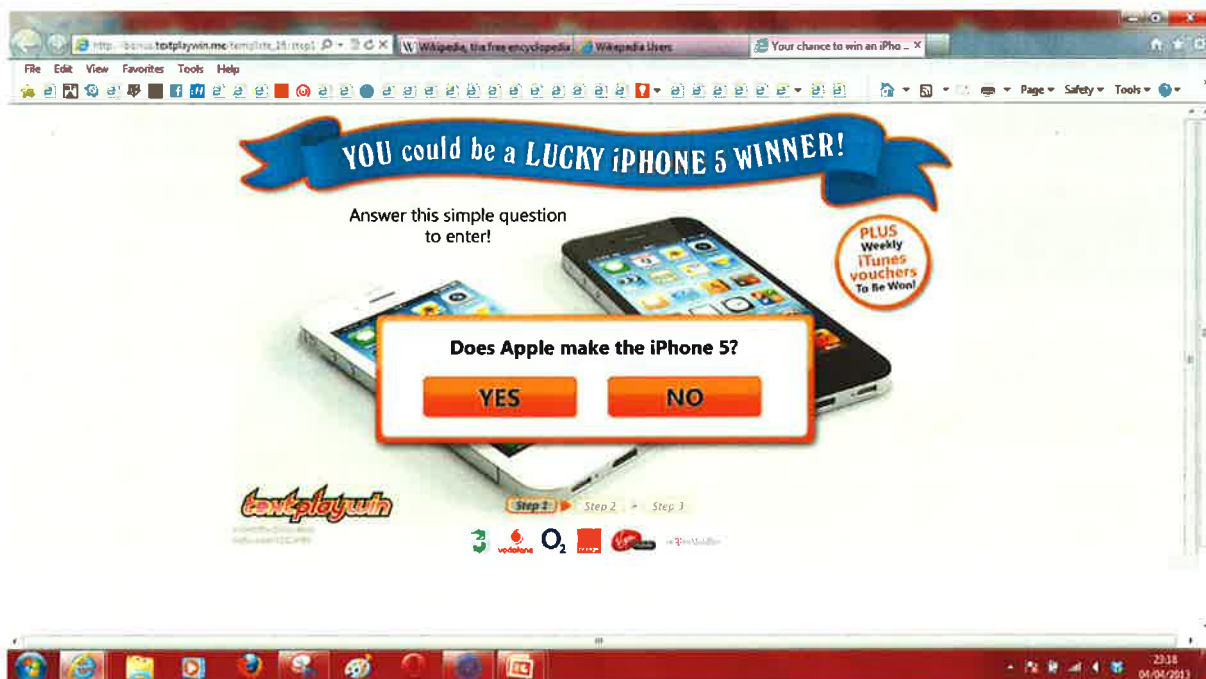 Wikipedia, the free encyclopedia
Wikepedia Users
Your chance to win an iPho ...
File Edit View Favorites Tools Help
Page Safety Tools
YOU could be a LUCKY iPHONE 5 WINNER!
Answer this simple question
to enter!
PLUS
Weekly
iTunes
vouchers
To Be Won!
Does Apple make the iPhone 5?
YES
NO
textplaywin
Step 1 Step 2 Step 3
3 vodafone O2
23:38
04/04/2013